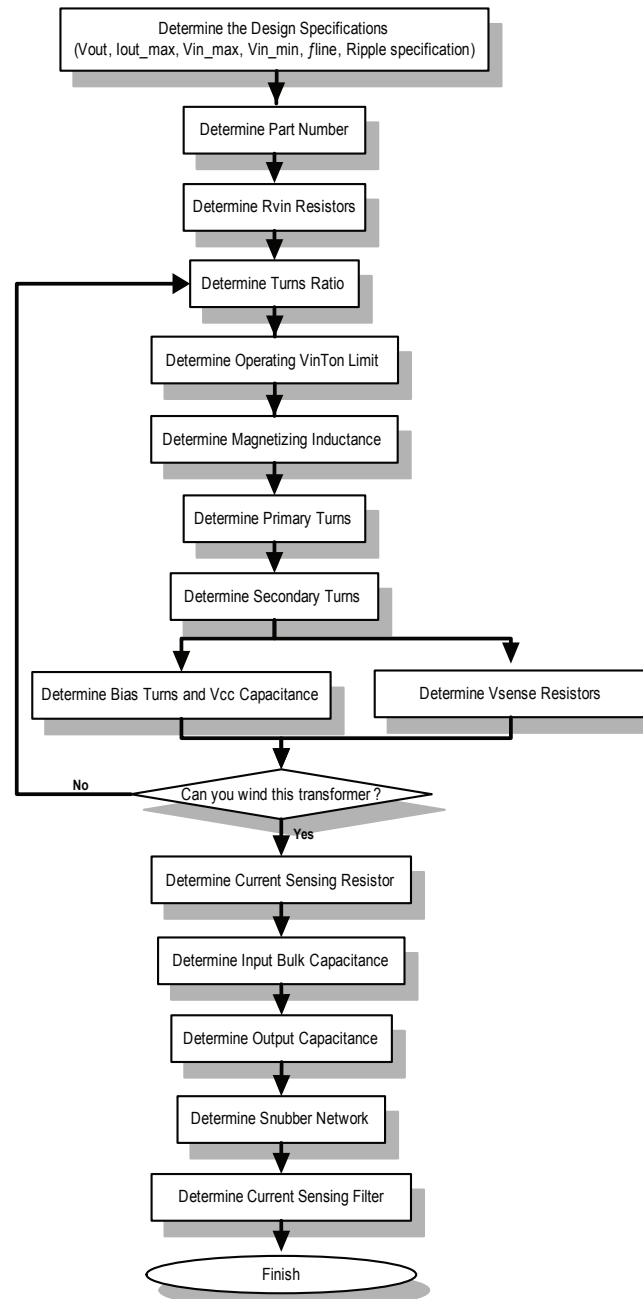 Determine the Design Specifications
(Vout, Iout_max, Vin_max, Vin_min, ƒline, Ripple specification)
Determine Part Number
Determine Rvin Resistors
Determine Turns Ratio
Determine Operating VinTon Limit
Determine Magnetizing Inductance
Determine Primary Turns
Determine Secondary Turns
Determine Bias Turns and Vcc Capacitance
Determine Vsense Resistors
No
Can you wind this transformer ?
Yes
Determine Current Sensing Resistor
Determine Input Bulk Capacitance
Determine Output Capacitance
Determine Snubber Network
Determine Current Sensing Filter
Finish